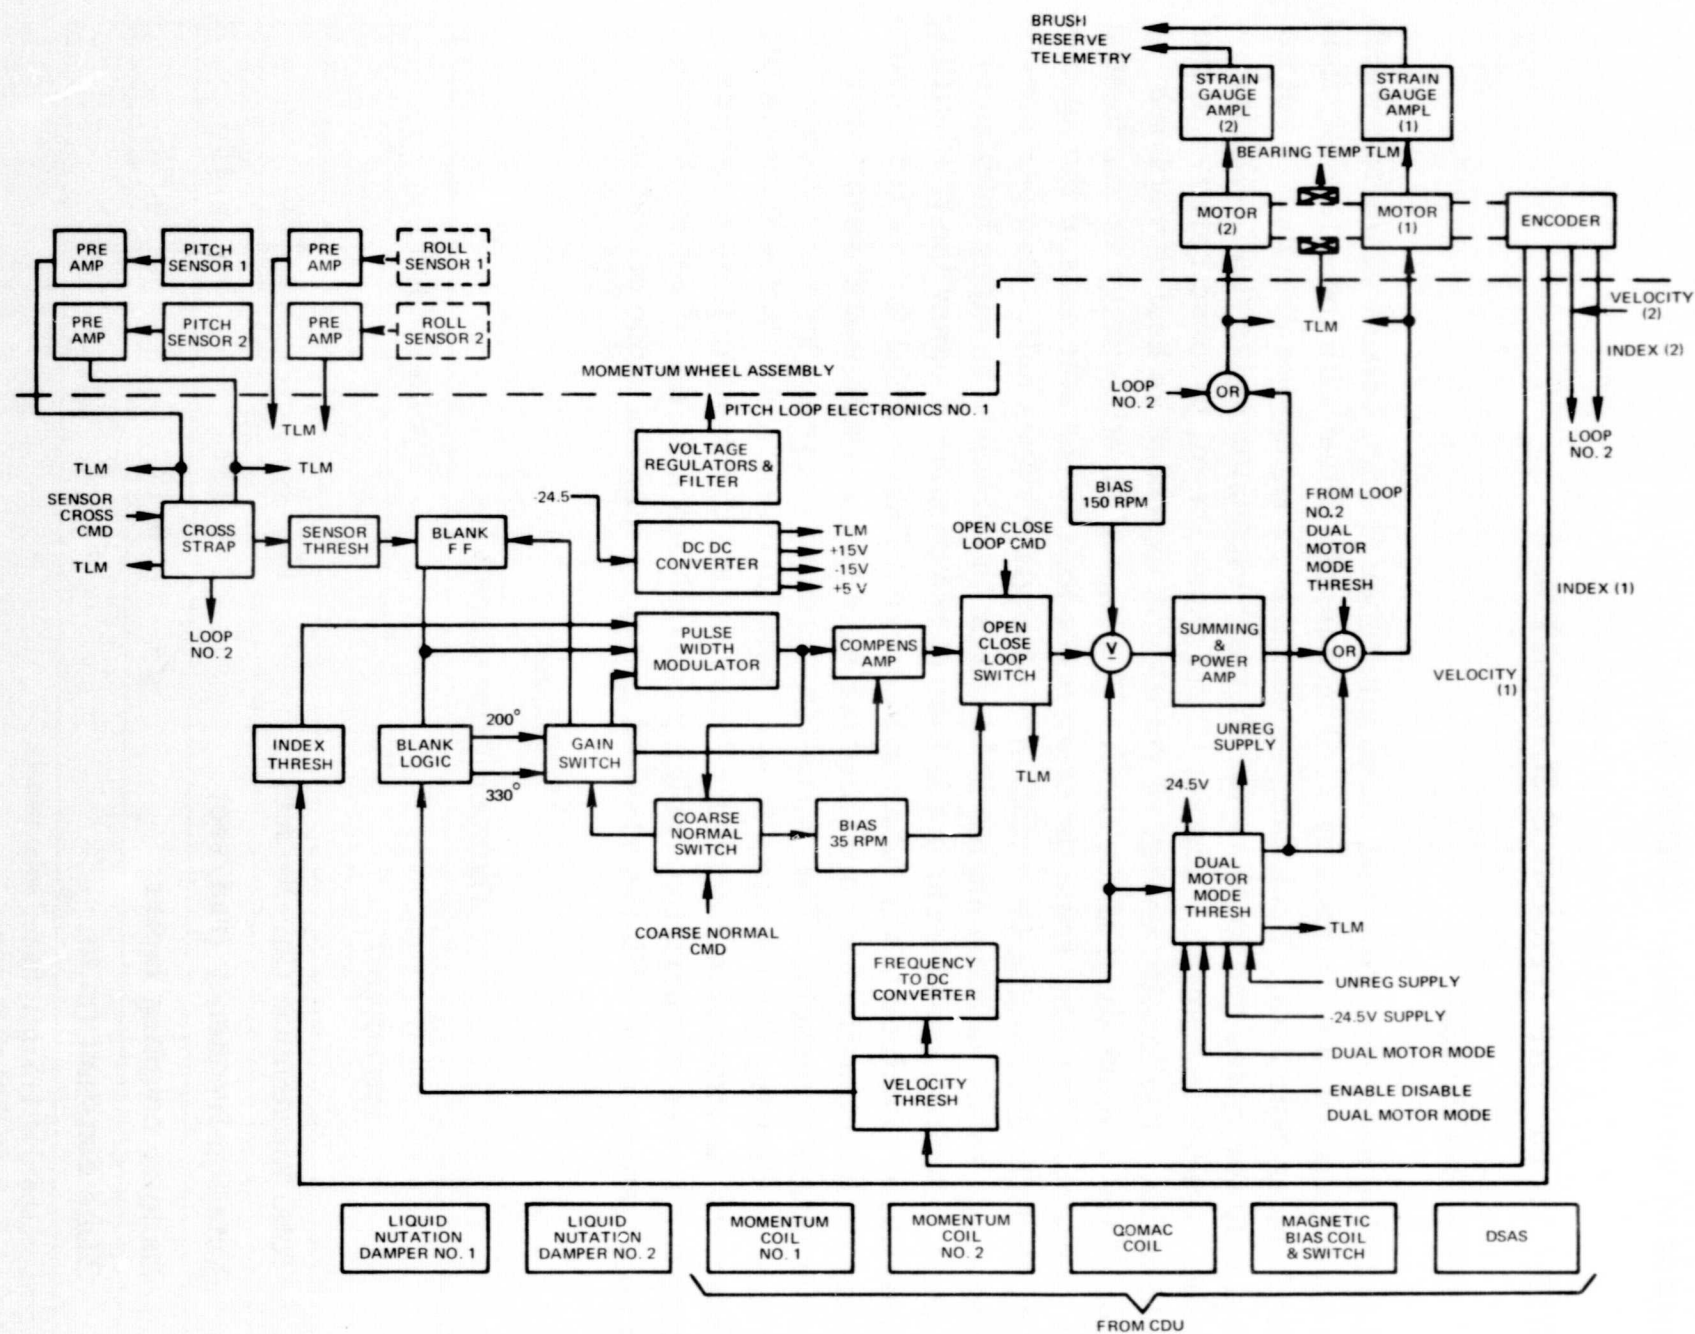 BRUSH
RESERVE
TELEMETRY
STRAIN
GAUGE
AMPL
(2)
STRAIN
GAUGE
AMPL
(1)
BEARING TEMP TLM
MOTOR
(2)
MOTOR
(1)
ENCODER
PRE
AMP
PITCH
SENSOR 1
PRE
AMP
ROLL
SENSOR 1
PRE
AMP
PITCH
SENSOR 2
PRE
AMP
ROLL
SENSOR 2
VELOCITY
(2)
TLM
INDEX (2)
MOMENTUM WHEEL ASSEMBLY
LOOP
NO. 2
OR
PITCH LOOP ELECTRONICS NO. 1
TLM
LOOP
NO. 2
TLM
TLM
VOLTAGE
REGULATORS &
FILTER
SENSOR
CROSS
CMD
-24.5
BIAS
150 RPM
FROM LOOP
NO.2
DUAL
MOTOR
MODE
THRESH
CROSS
STRAP
SENSOR
THRESH
BLANK
F F
OPEN CLOSE
LOOP CMD
DC DC
CONVERTER
TLM
+15V
-15V
+5 V
TLM
INDEX (1)
LOOP
NO. 2
PULSE
WIDTH
MODULATOR
COMPENS
AMP
OPEN
CLOSE
LOOP
SWITCH
V
SUMMING
&
POWER
AMP
OR
VELOCITY
(1)
200°
330°
INDEX
THRESH
BLANK
LOGIC
GAIN
SWITCH
UNREG
SUPPLY
TLM
24.5V
COARSE
NORMAL
SWITCH
BIAS
35 RPM
DUAL
MOTOR
MODE
THRESH
COARSE NORMAL
CMD
TLM
FREQUENCY
TO DC
CONVERTER
UNREG SUPPLY
-24.5V SUPPLY
DUAL MOTOR MODE
VELOCITY
THRESH
ENABLE DISABLE
DUAL MOTOR MODE
LIQUID
NUTATION
DAMPER NO. 1
LIQUID
NUTATION
DAMPER NO. 2
MOMENTUM
COIL
NO. 1
MOMENTUM
COIL
NO. 2
QOMAC
COIL
MAGNETIC
BIAS COIL
& SWITCH
DSAS
FROM CDU